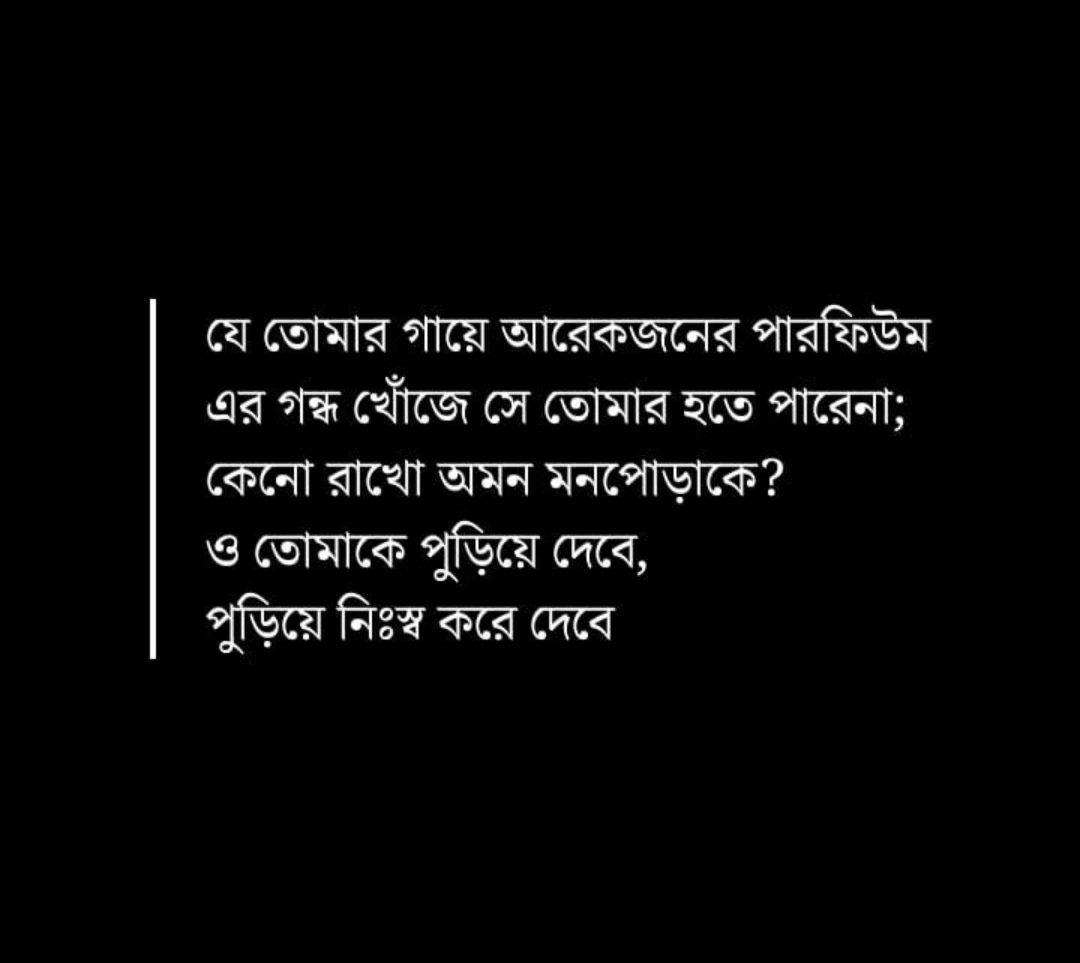 যে তোমার গায়ে আরেকজনের পারফিউম
এর গন্ধ খোঁজে সে তোমার হতে পারেনা;
কেনো রাখো অমন মনপোড়াকে?
ও তোমাকে পুড়িয়ে দেবে,
পুড়িয়ে নিঃস্ব করে দেবে